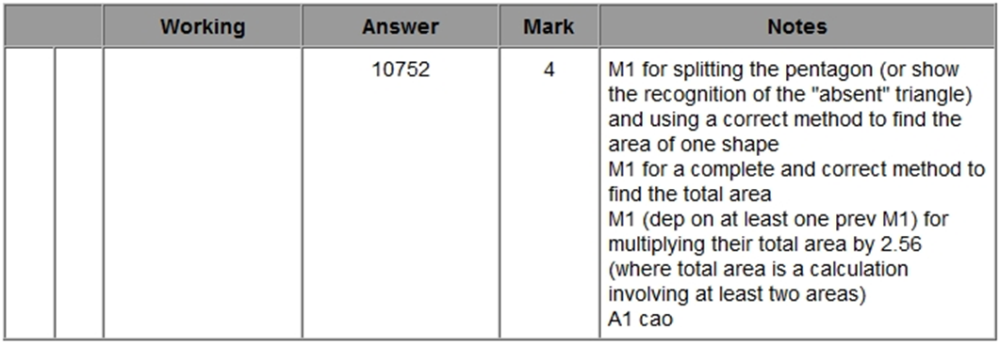 Working Answer Mark Notes
10752 4 M1 for splitting the pentagon (or show
the recognition of the "absent" triangle)
and using a correct method to find the
area of one shape
M1 for a complete and correct method to
find the total area
M1 (dep on at least one prev M1) for
multiplying their total area by 2.56
(where total area is a calculation
involving at least two areas)
A1 cao